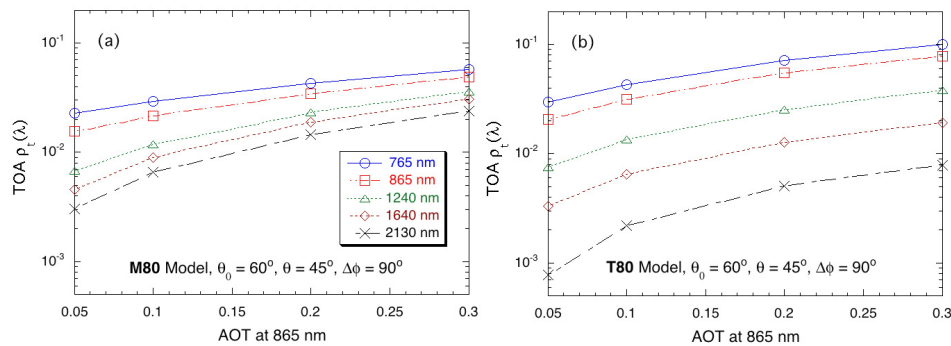 (a)
TOA ρt(λ)
10⁻¹
10⁻²
10⁻³
765 nm
865 nm
1240 nm
1640 nm
2130 nm
M80 Model, θ₀ = 60°, θ = 45°, Δϕ = 90°
0.05 0.1 0.15 0.2 0.25 0.3
AOT at 865 nm
(b)
TOA ρt(λ)
10⁻¹
10⁻²
10⁻³
T80 Model, θ₀ = 60°, θ = 45°, Δϕ = 90°
0.05 0.1 0.15 0.2 0.25 0.3
AOT at 865 nm